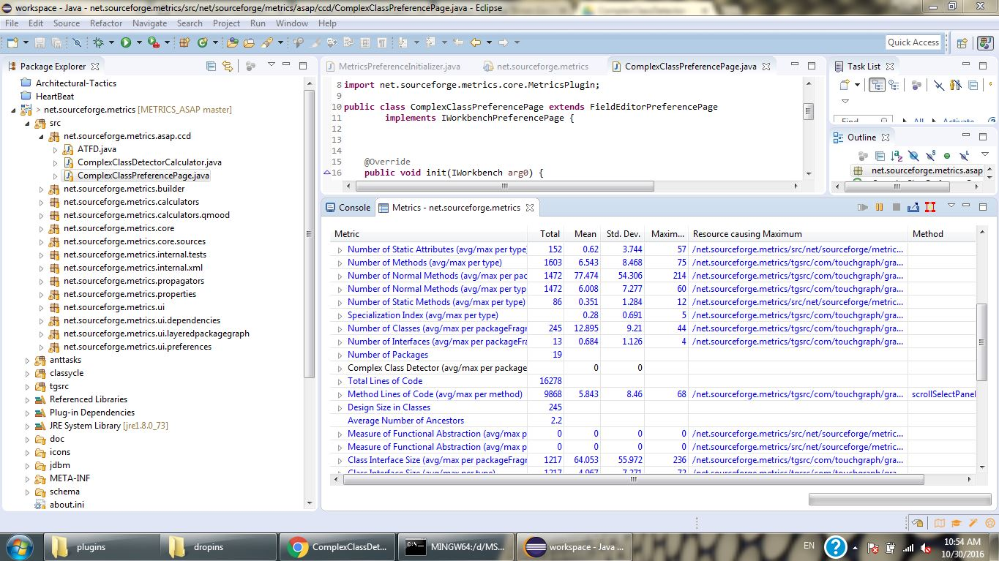 workspace - Java - net.sourceforge.metrics/src/net/sourceforge/metrics/asap/ccd/ComplexClassPreferencePage.java - Eclipse
File Edit Source Refactor Navigate Search Project Run Window Help
Quick Access
Package Explorer
Architectural-Tactics
HeartBeat
net.sourceforge.metrics [METRICS_ASAP master]
src
net.sourceforge.metrics.asap.ccd
ATFD.java
ComplexClassDetectorCalculator.java
ComplexClassPreferencePage.java
net.sourceforge.metrics.builder
net.sourceforge.metrics.calculators
net.sourceforge.metrics.calculators.qmood
net.sourceforge.metrics.core
net.sourceforge.metrics.core.sources
net.sourceforge.metrics.internal.tests
net.sourceforge.metrics.internal.xml
net.sourceforge.metrics.propagators
net.sourceforge.metrics.properties
net.sourceforge.metrics.ui
net.sourceforge.metrics.ui.dependencies
net.sourceforge.metrics.ui.layeredpackagegraph
net.sourceforge.metrics.ui.preferences
anttasks
classycle
tgsrc
Referenced Libraries
Plug-in Dependencies
JRE System Library [jre1.8.0_73]
doc
icons
jdbm
META-INF
schema
about.ini
MetricsPreferenceInitializer.java net.sourceforge.metrics ComplexClassPreferencePage.java
8 import net.sourceforge.metrics.core.MetricsPlugin;
9
10 public class ComplexClassPreferencePage extends FieldEditorPreferencePage
11 implements IWorkbenchPreferencePage {
12
13
14
15 @Override
16 public void init(IWorkbench arg0) {
Task List
Find All Activate...
Outline
net.sourceforge.metrics.asap
Console Metrics - net.sourceforge.metrics
Metric Total Mean Std. Dev. Maxim... Resource causing Maximum Method
Number of Static Attributes (avg/max per type) 152 0.62 3.744 57 /net.sourceforge.metrics/src/net/sourceforge/metric...
Number of Methods (avg/max per type) 1603 6.543 8.468 75 /net.sourceforge.metrics/tgsrc/com/touchgraph/gra...
Number of Normal Methods (avg/max per pac 1472 77.474 54.306 214 /net.sourceforge.metrics/tgsrc/com/touchgraph/gra...
Number of Normal Methods (avg/max per typ 1472 6.008 7.277 60 /net.sourceforge.metrics/tgsrc/com/touchgraph/gra...
Number of Static Methods (avg/max per type) 86 0.351 1.284 12 /net.sourceforge.metrics/src/net/sourceforge/metric...
Specialization Index (avg/max per type) 0.28 0.691 5 /net.sourceforge.metrics/tgsrc/com/touchgraph/gra...
Number of Classes (avg/max per packageFragr 245 12.895 9.21 44 /net.sourceforge.metrics/tgsrc/com/touchgraph/gra...
Number of Interfaces (avg/max per packageFra 13 0.684 1.126 4 /net.sourceforge.metrics/tgsrc/com/touchgraph/gra...
Number of Packages 19
Complex Class Detector (avg/max per package 0 0
Total Lines of Code 16278
Method Lines of Code (avg/max per method) 9868 5.843 8.46 68 /net.sourceforge.metrics/tgsrc/com/touchgraph/gra... scrollSelectPanel
Design Size in Classes 245
Average Number of Ancestors 2.2
Measure of Functional Abstraction (avg/max p 0 0 0 0 /net.sourceforge.metrics/src/net/sourceforge/metric...
Measure of Functional Abstraction (avg/max p 0 0 0 0 /net.sourceforge.metrics/src/net/sourceforge/metric...
Class Interface Size (avg/max per packageFragr 1217 64.053 55.972 236 /net.sourceforge.metrics/tgsrc/com/touchgraph/gra...
Class Interface Size (avg/max per type) 1217 4.967 7.271 72 /net.sourceforge.metrics/tgsrc/com/touchgraph/gra...
plugins dropins ComplexClassDet... MINGW64:/d/MS... workspace - Java ...
EN
10:54 AM
10/30/2016